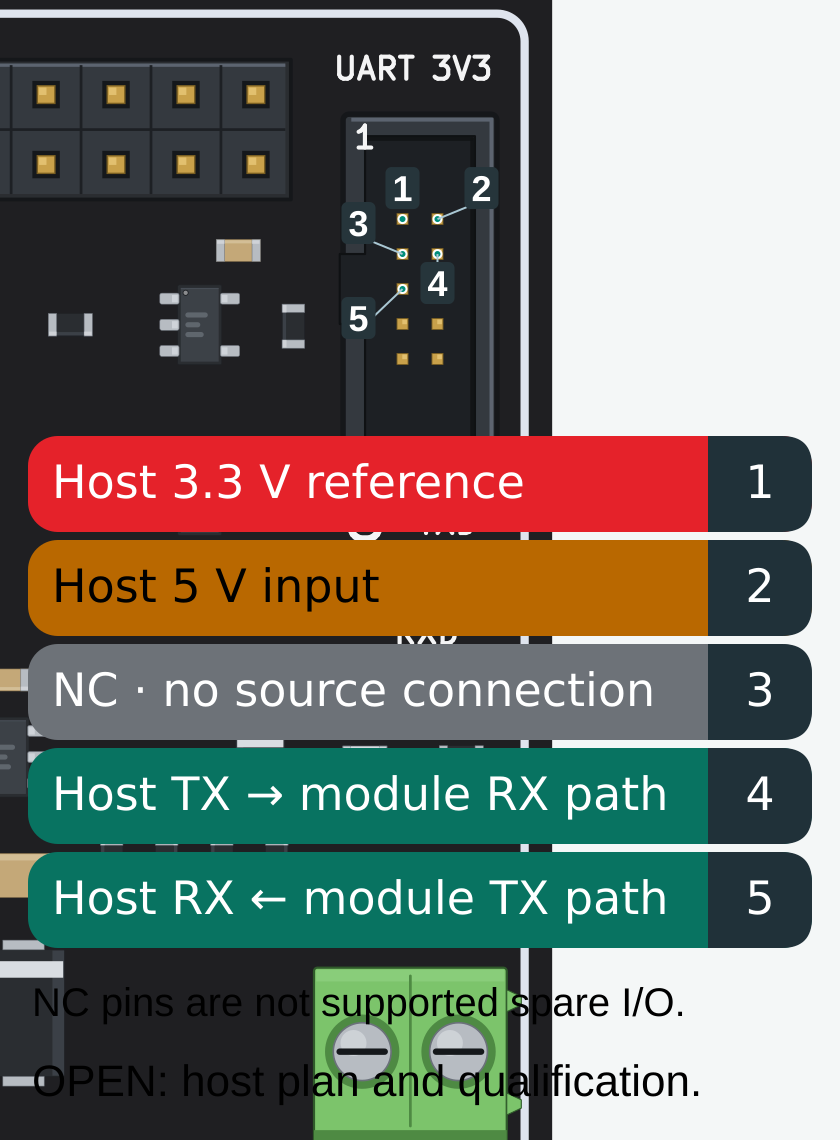 UART 3V3
1
1
2
3
4
5
Host 3.3 V reference 1
Host 5 V input 2
NC · no source connection 3
Host TX → module RX path 4
Host RX ← module TX path 5
NC pins are not supported spare I/O.
OPEN: host plan and qualification.